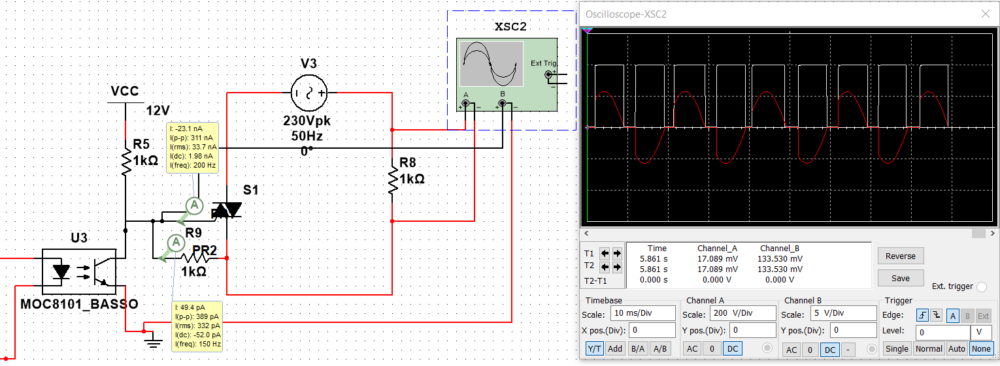 Oscilloscope-XSC2
XSC2
Ext Trig
+
-
A
B
+
-
+
-
V3
+
230Vpk
50Hz
0°
VCC
12V
R5
1kΩ
I: -23.1 nA
I(p-p): 311 nA
I(rms): 33.7 nA
I(dc): 1.98 nA
I(freq): 200 Hz
A
S1
R8
1kΩ
R9
A
PR2
1kΩ
U3
MOC8101_BASSO
I: 49.4 pA
I(p-p): 389 pA
I(rms): 332 pA
I(dc): -52.0 pA
I(freq): 150 Hz
Time Channel_A Channel_B
T1 5.861 s 17.089 mV 133.530 mV
T2 5.861 s 17.089 mV 133.530 mV
T2-T1 0.000 s 0.000 V 0.000 V
Reverse
Save
Ext. trigger
Timebase
Scale: 10 ms/Div
X pos.(Div): 0
Y/T Add B/A A/B
Channel A
Scale: 200 V/Div
Y pos.(Div): 0
AC 0 DC
Channel B
Scale: 5 V/Div
Y pos.(Div): 0
AC 0 DC -
Trigger
Edge: A B Ext
Level: 0 V
Single Normal Auto None